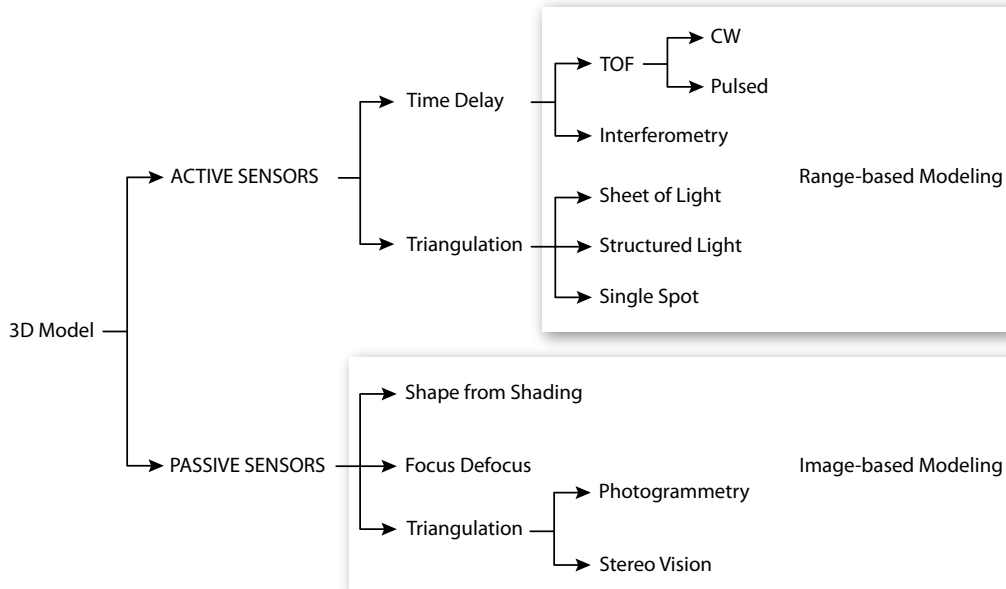 CW
TOF
Pulsed
Time Delay
Interferometry
ACTIVE SENSORS
Range-based Modeling
Sheet of Light
Triangulation
Structured Light
Single Spot
3D Model
Shape from Shading
PASSIVE SENSORS
Focus Defocus
Image-based Modeling
Photogrammetry
Triangulation
Stereo Vision